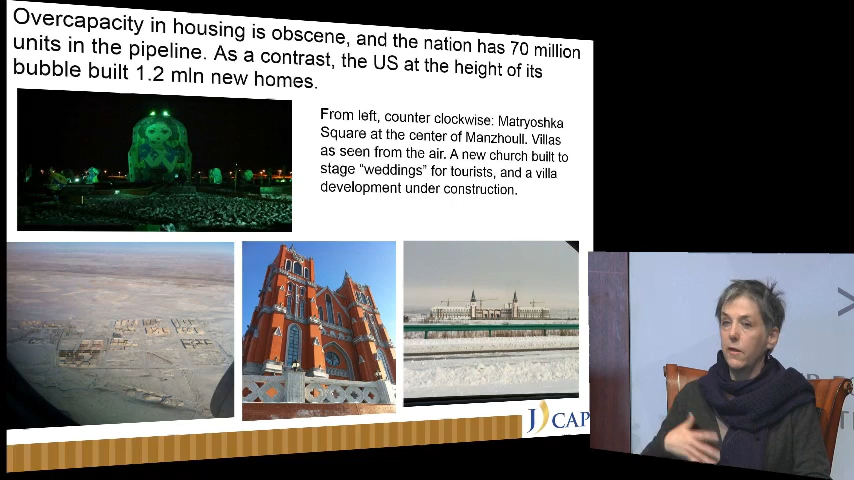 Overcapacity in housing is obscene, and the nation has 70 million
units in the pipeline. As a contrast, the US at the height of its
bubble built 1.2 mln new homes.
From left, counter clockwise: Matryoshka
Square at the center of Manzhouli. Villas
as seen from the air. A new church built to
stage “weddings” for tourists, and a villa
development under construction.
J CAP